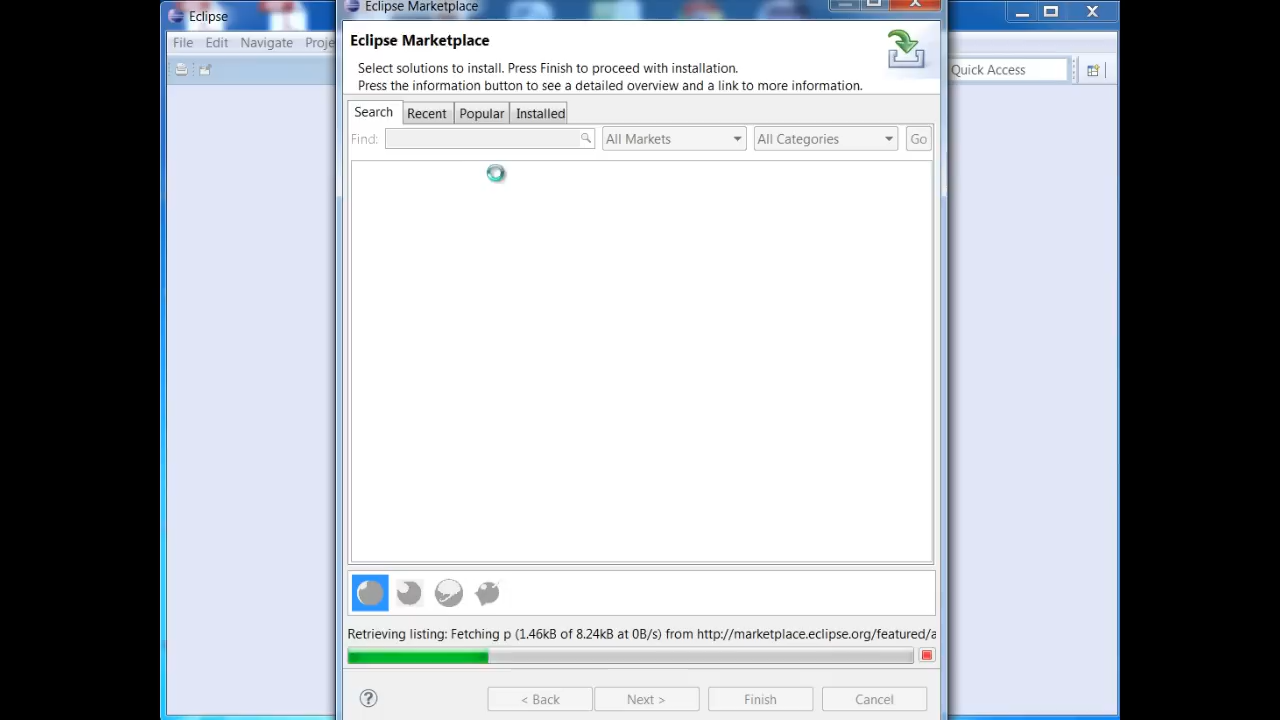 Eclipse
Eclipse Marketplace
File Edit Navigate Proje
Quick Access
Eclipse Marketplace
Select solutions to install. Press Finish to proceed with installation.
Press the information button to see a detailed overview and a link to more information.
Search Recent Popular Installed
Find: All Markets All Categories Go
Retrieving listing: Fetching p (1.46kB of 8.24kB at 0B/s) from http://marketplace.eclipse.org/featured/a
? < Back Next > Finish Cancel